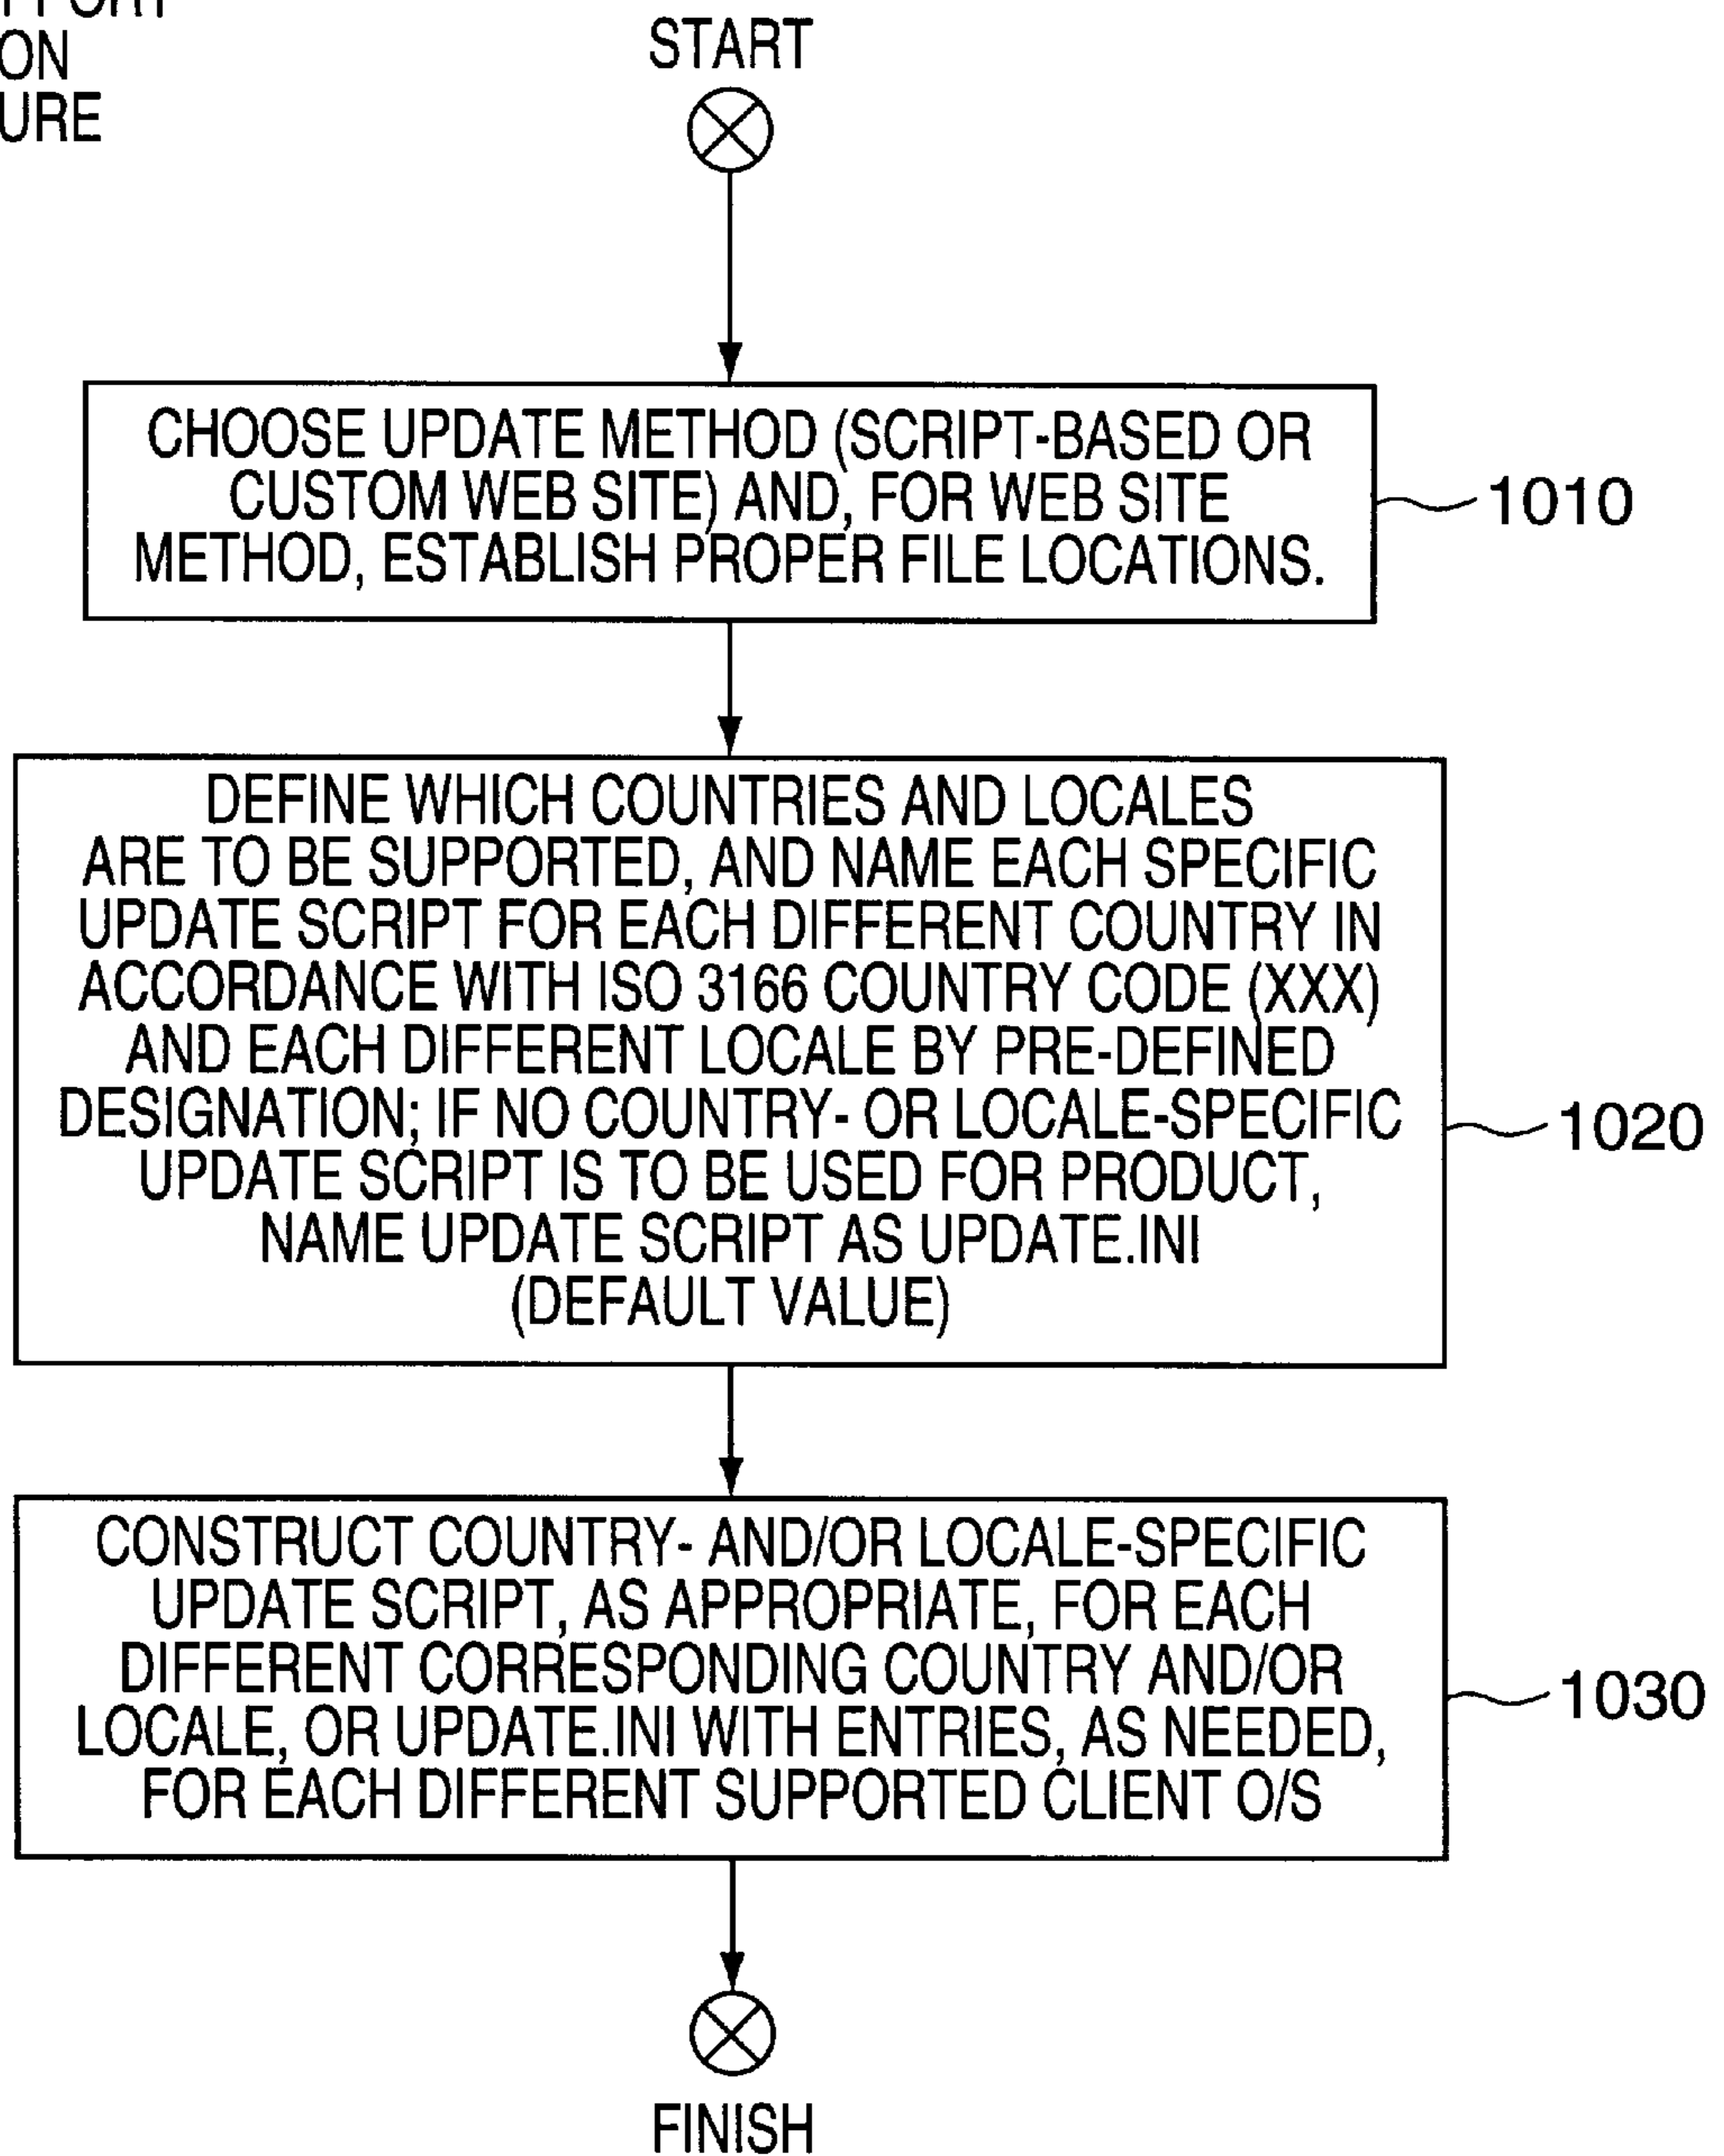 ON
URE
START
CHOOSE UPDATE METHOD (SCRIPT-BASED OR
CUSTOM WEB SITE) AND, FOR WEB SITE
METHOD, ESTABLISH PROPER FILE LOCATIONS.
1010
DEFINE WHICH COUNTRIES AND LOCALES
ARE TO BE SUPPORTED, AND NAME EACH SPECIFIC
UPDATE SCRIPT FOR EACH DIFFERENT COUNTRY IN
ACCORDANCE WITH ISO 3166 COUNTRY CODE (XXX)
AND EACH DIFFERENT LOCALE BY PRE-DEFINED
DESIGNATION; IF NO COUNTRY- OR LOCALE-SPECIFIC
UPDATE SCRIPT IS TO BE USED FOR PRODUCT,
NAME UPDATE SCRIPT AS UPDATE.INI
(DEFAULT VALUE)
1020
CONSTRUCT COUNTRY- AND/OR LOCALE-SPECIFIC
UPDATE SCRIPT, AS APPROPRIATE, FOR EACH
DIFFERENT CORRESPONDING COUNTRY AND/OR
LOCALE, OR UPDATE.INI WITH ENTRIES, AS NEEDED,
FOR EACH DIFFERENT SUPPORTED CLIENT O/S
1030
FINISH